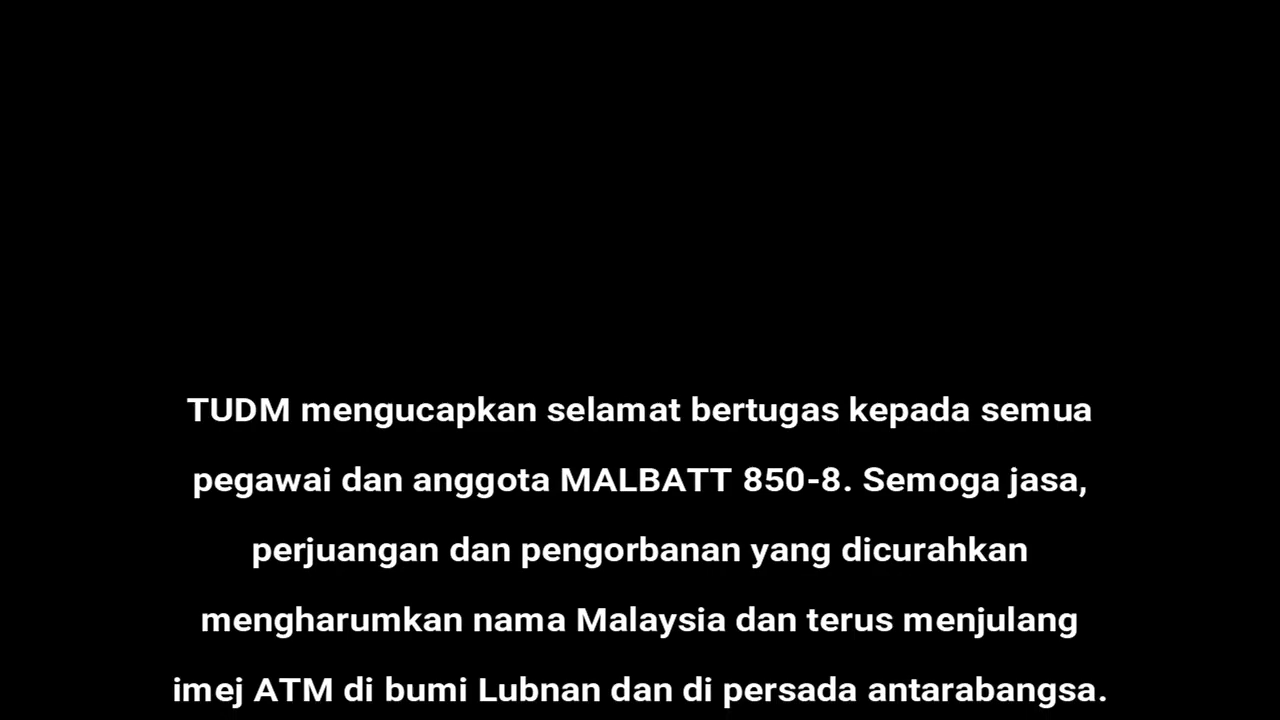 TUDM mengucapkan selamat bertugas kepada semua
pegawai dan anggota MALBATT 850-8. Semoga jasa,
perjuangan dan pengorbanan yang dicurahkan
mengharumkan nama Malaysia dan terus menjulang
imej ATM di bumi Lubnan dan di persada antarabangsa.